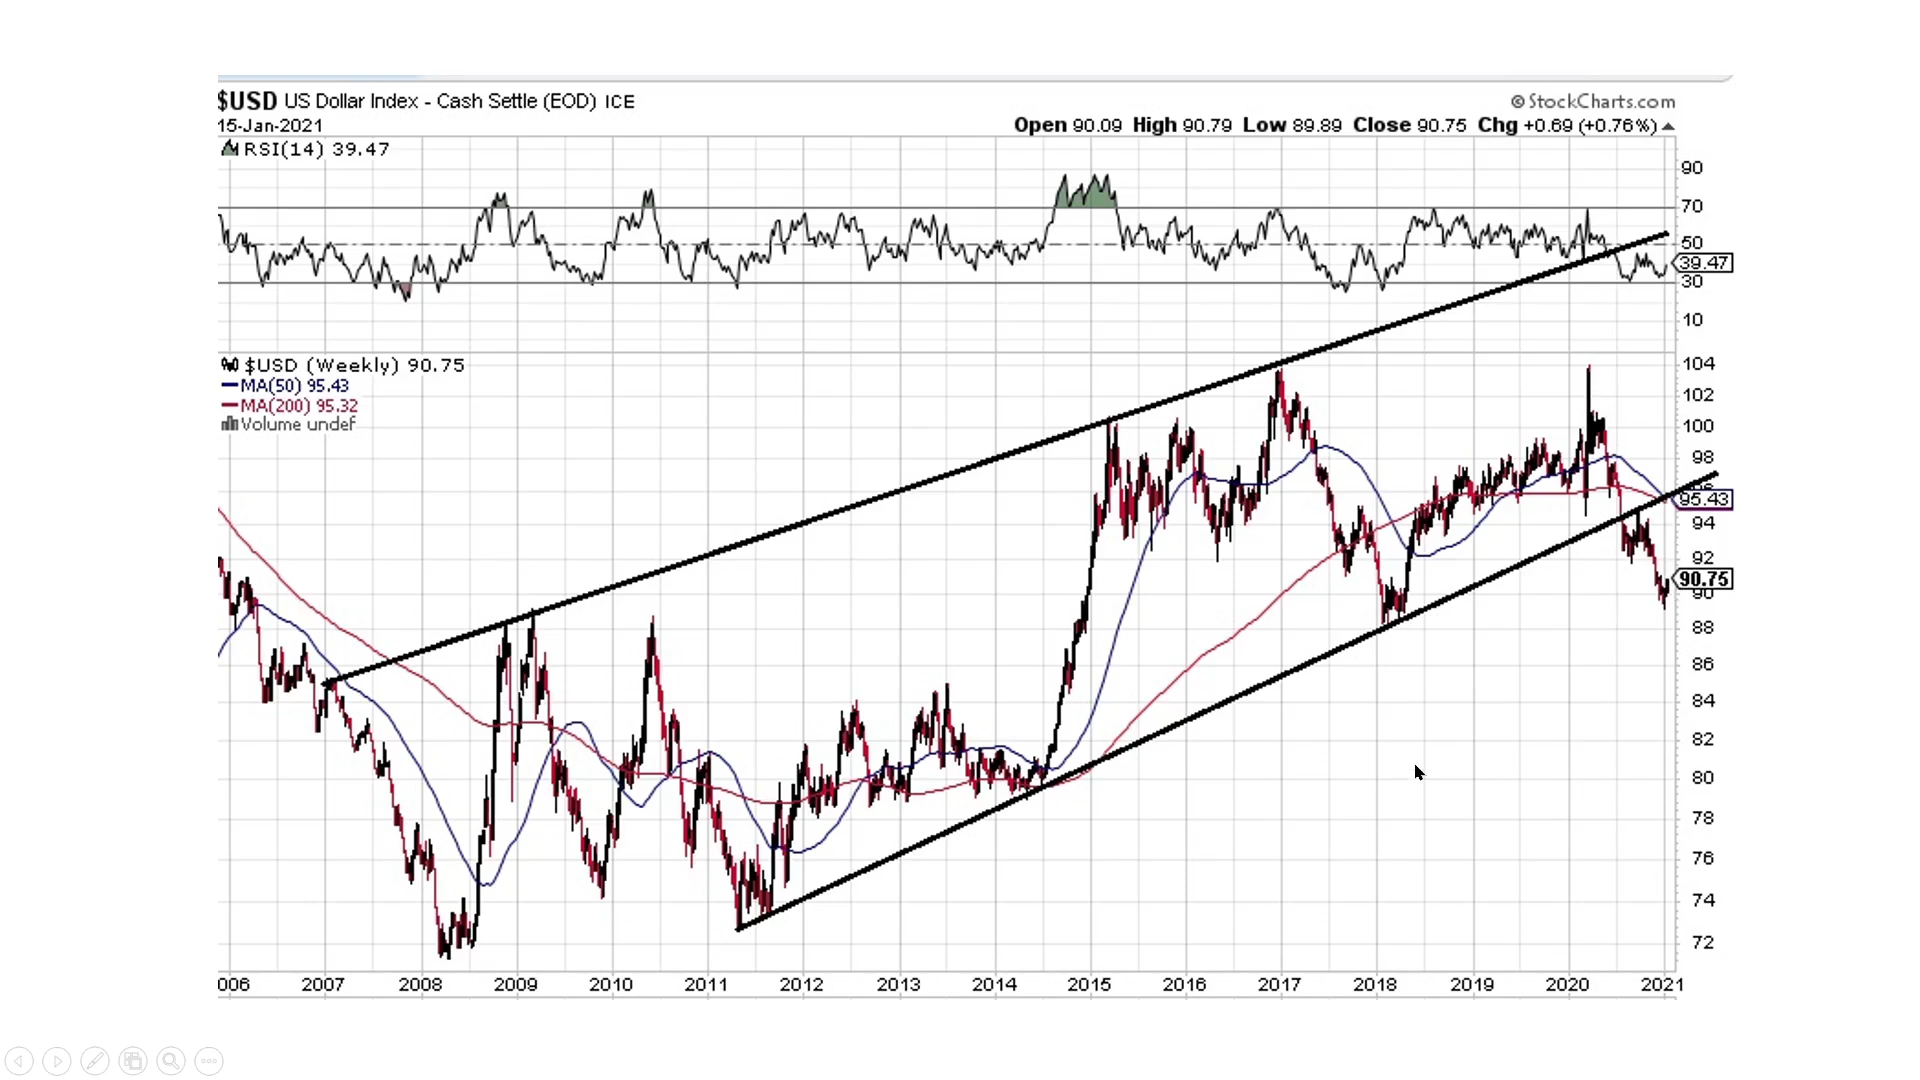 $USD US Dollar Index - Cash Settle (EOD) ICE
© StockCharts.com
15-Jan-2021
Open 90.09 High 90.79 Low 89.89 Close 90.75 Chg +0.69 (+0.76%)
RSI(14) 39.47
90
70
50
39.47
30
10
$USD (Weekly) 90.75
MA(50) 95.43
MA(200) 95.32
Volume undef
104
102
100
98
95.43
94
92
90.75
90
88
86
84
82
80
78
76
74
72
006 2007 2008 2009 2010 2011 2012 2013 2014 2015 2016 2017 2018 2019 2020 2021